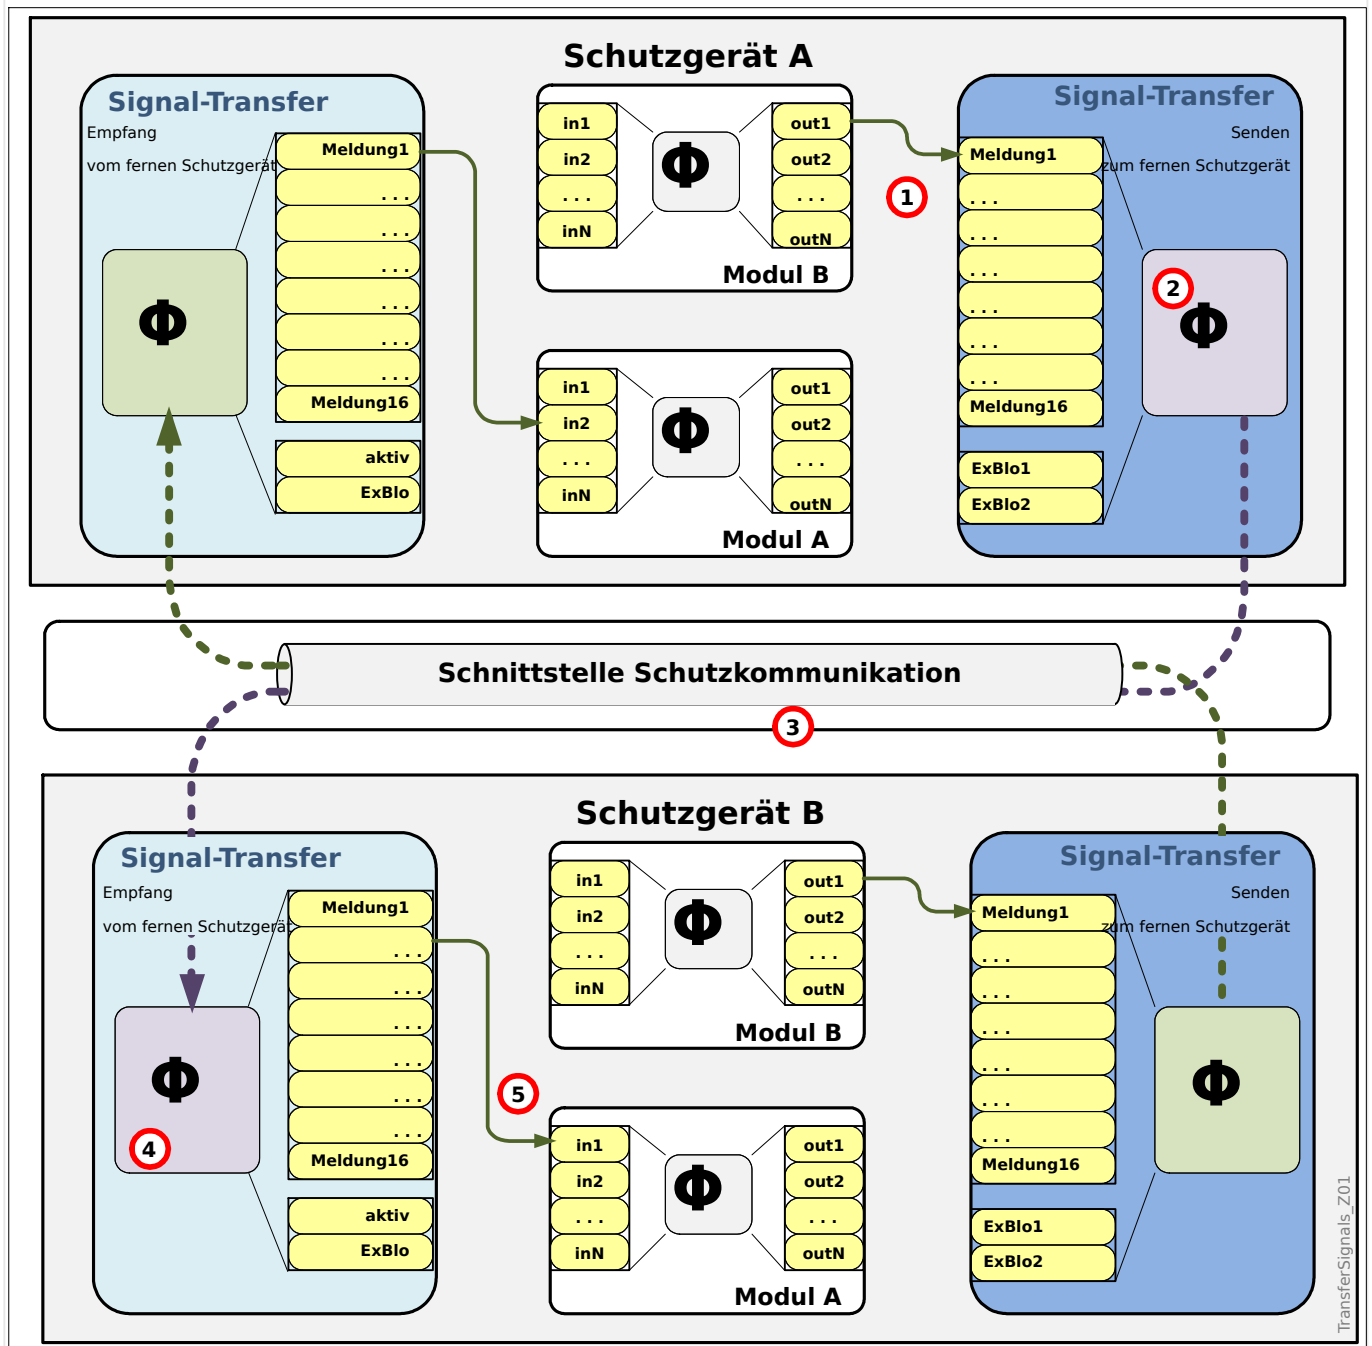 Schutzgerät A
Signal-Transfer
Empfang
vom fernen Schutzgerät
Meldung1
. . .
. . .
. . .
. . .
. . .
. . .
Meldung16
aktiv
ExBlo
Φ
in1
in2
. . .
inN
Φ
out1
out2
. . .
outN
Modul B
in1
in2
. . .
inN
Φ
out1
out2
. . .
outN
Modul A
1
Signal-Transfer
Senden
zum fernen Schutzgerät
Meldung1
. . .
. . .
. . .
. . .
. . .
. . .
Meldung16
ExBlo1
ExBlo2
2
Φ
Schnittstelle Schutzkommunikation
3
Schutzgerät B
Signal-Transfer
Empfang
vom fernen Schutzgerät
Meldung1
. . .
. . .
. . .
. . .
. . .
. . .
Meldung16
aktiv
ExBlo
Φ
4
5
in1
in2
. . .
inN
Φ
out1
out2
. . .
outN
Modul B
in1
in2
. . .
inN
Φ
out1
out2
. . .
outN
Modul A
Signal-Transfer
Senden
zum fernen Schutzgerät
Meldung1
. . .
. . .
. . .
. . .
. . .
. . .
Meldung16
ExBlo1
ExBlo2
Φ
TransferSignals_Z01